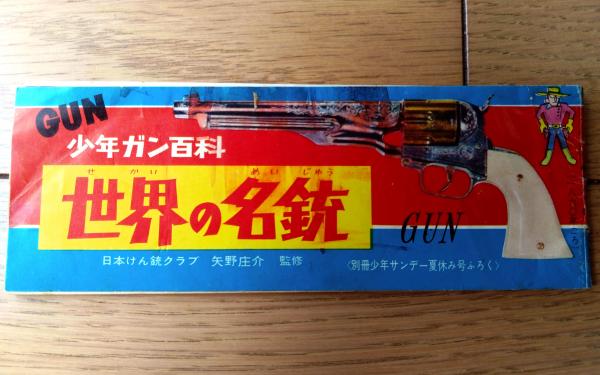 GUN
少年ガン百科
せかい めいじゅう
世界の名銃
GUN
日本けん銃クラブ 矢野庄介 監修
〈別冊少年サンデー夏休み号ふろく〉